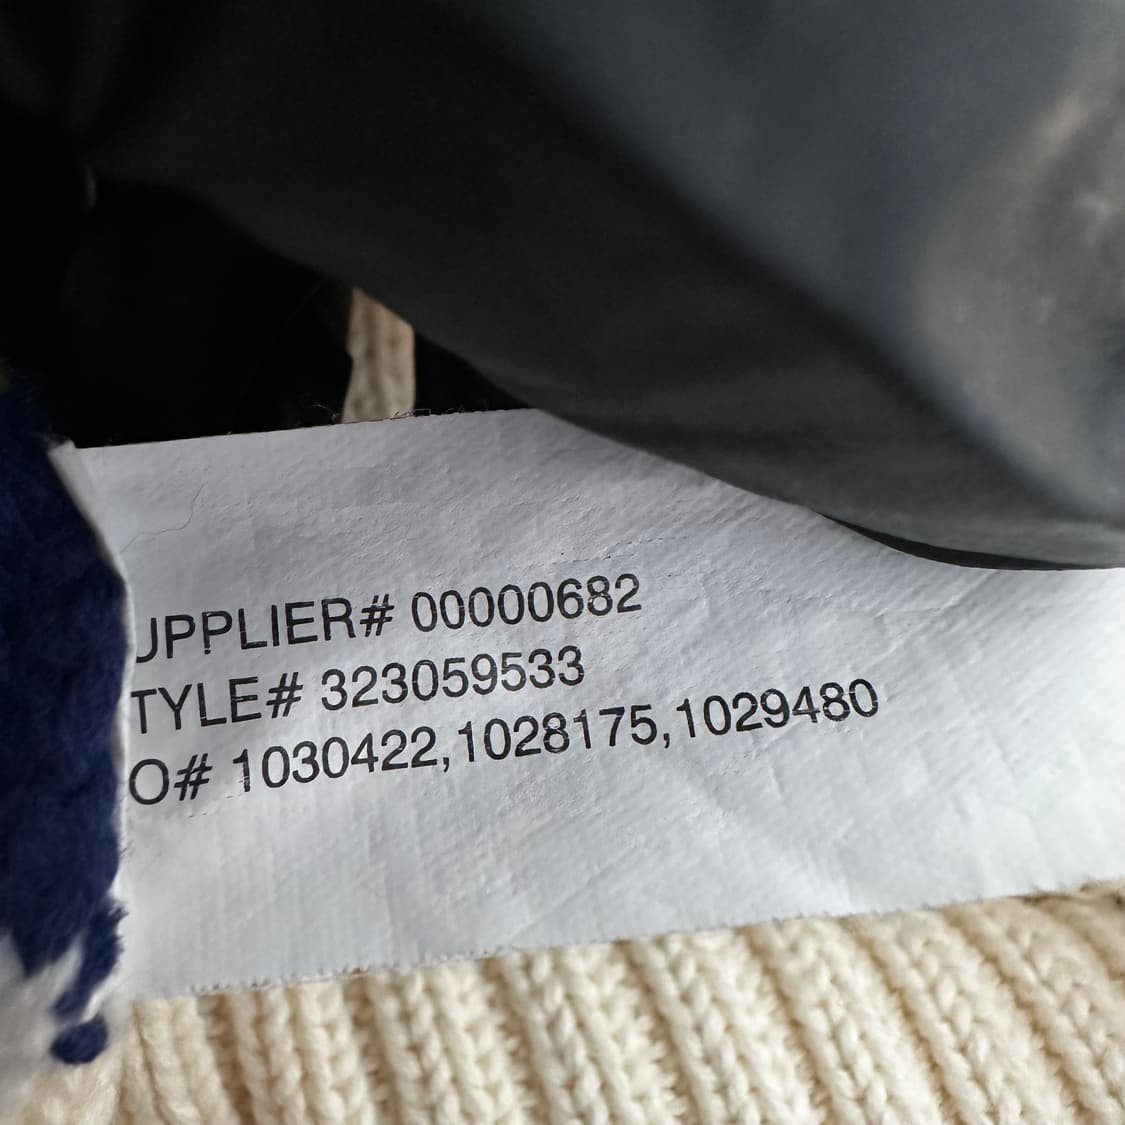 UPPLIER# 00000682
TYLE# 323059533
O# 1030422,1028175,1029480